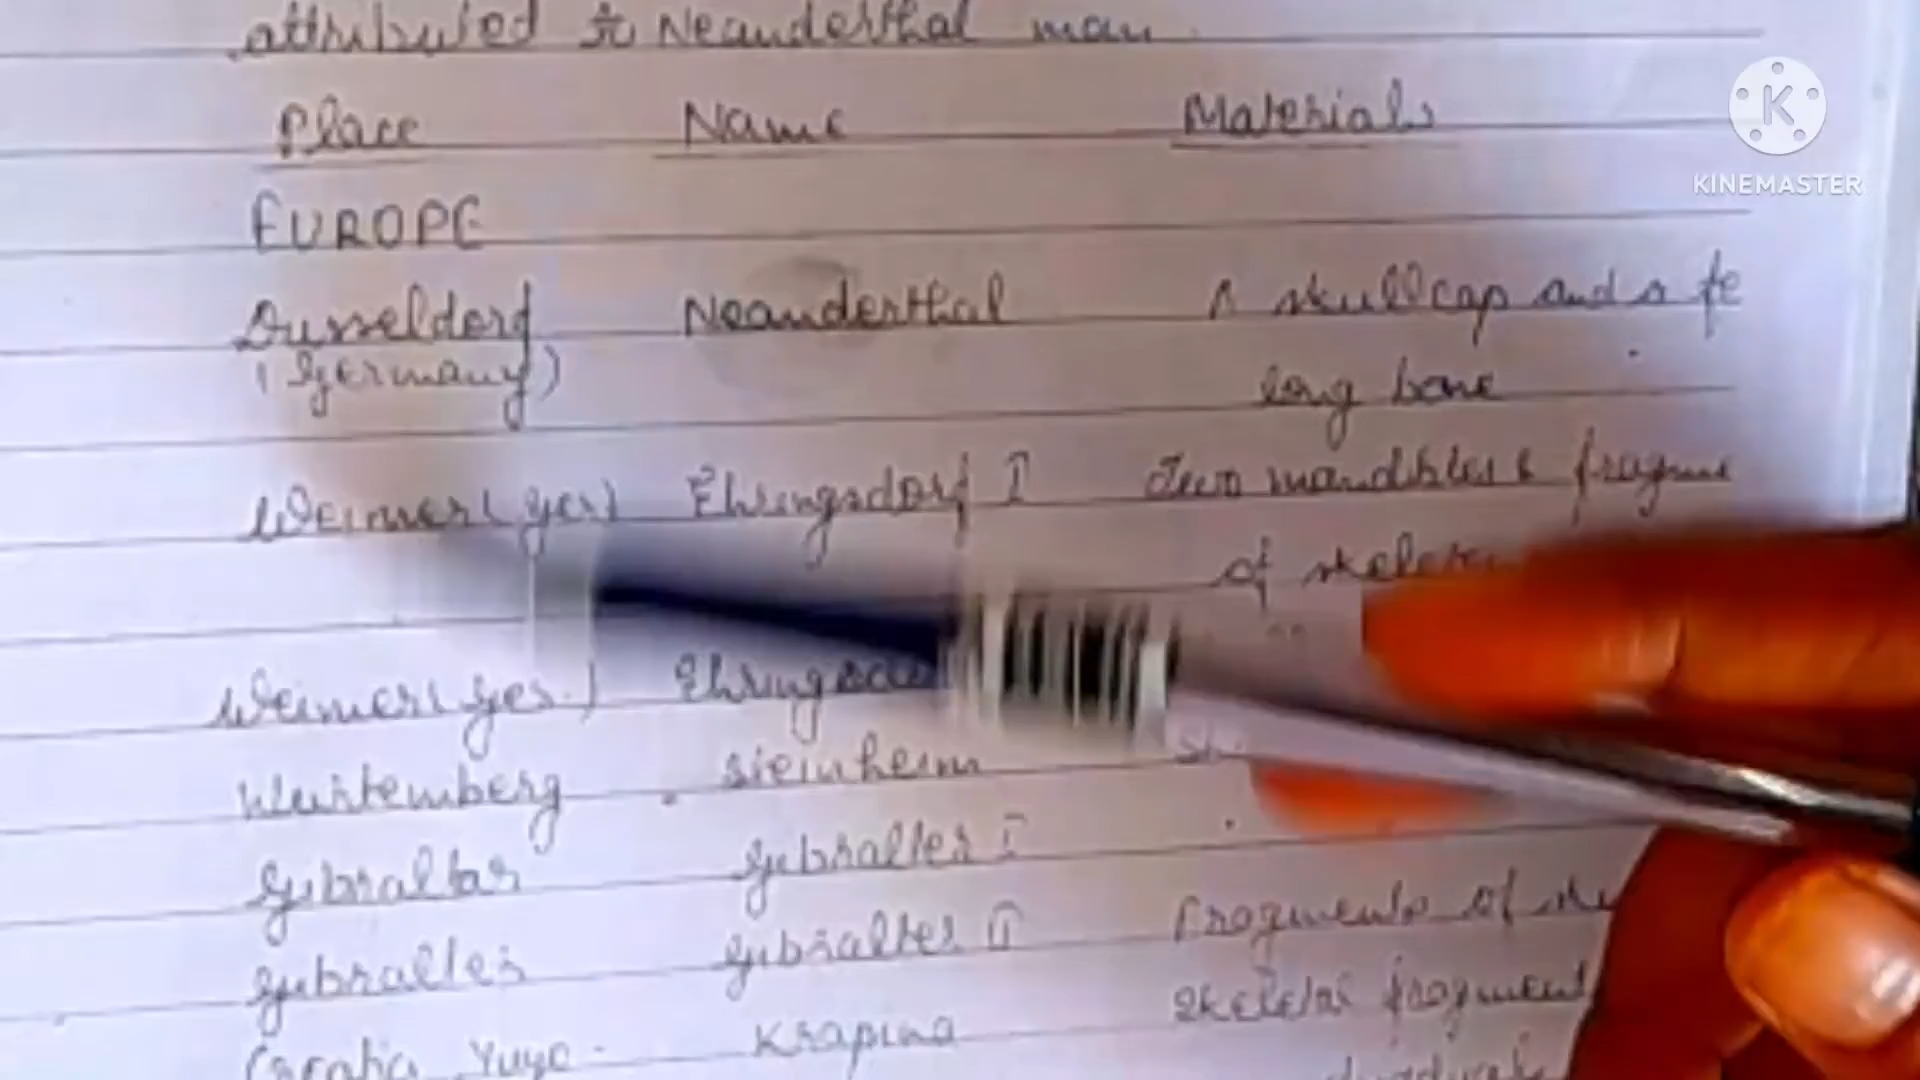 attributed to Neanderthal man.
Place Name Materials
KINEMASTER
EUROPE
Dusseldorf Neanderthal A skullcap and a fe
(Germany) long bone
Weimer (ger) Ehringsdorf I Two mandibles & fragme
of
Weimer (ger.)
Wurtemberg Steinheim
Gibraltar Gibralter I
Gibralter Gibralter II Fragments of
Skeletal fragment
Croatia Yugo. Krapina